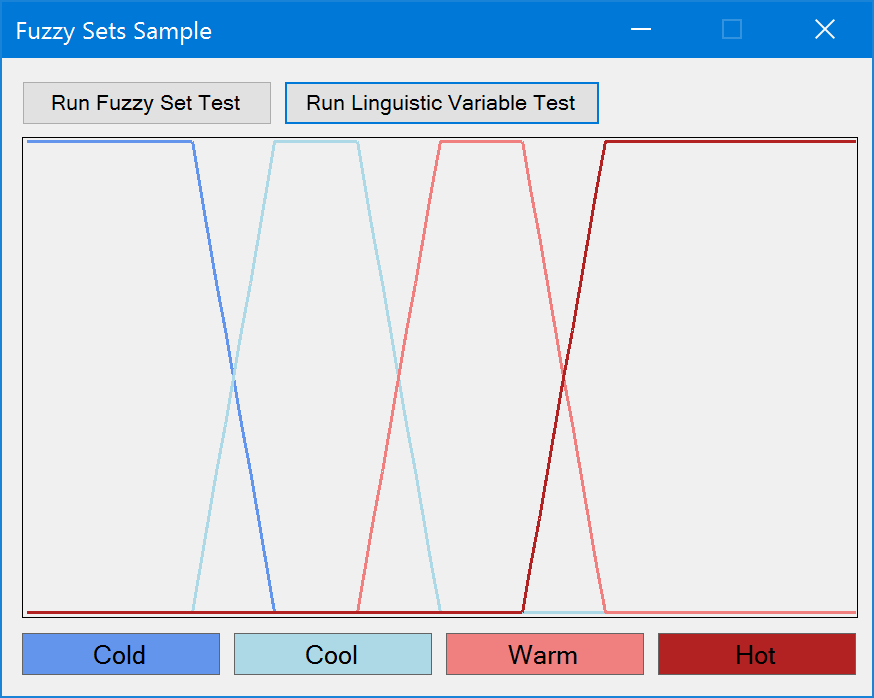 Fuzzy Sets Sample
Run Fuzzy Set Test Run Linguistic Variable Test
Cold Cool Warm Hot